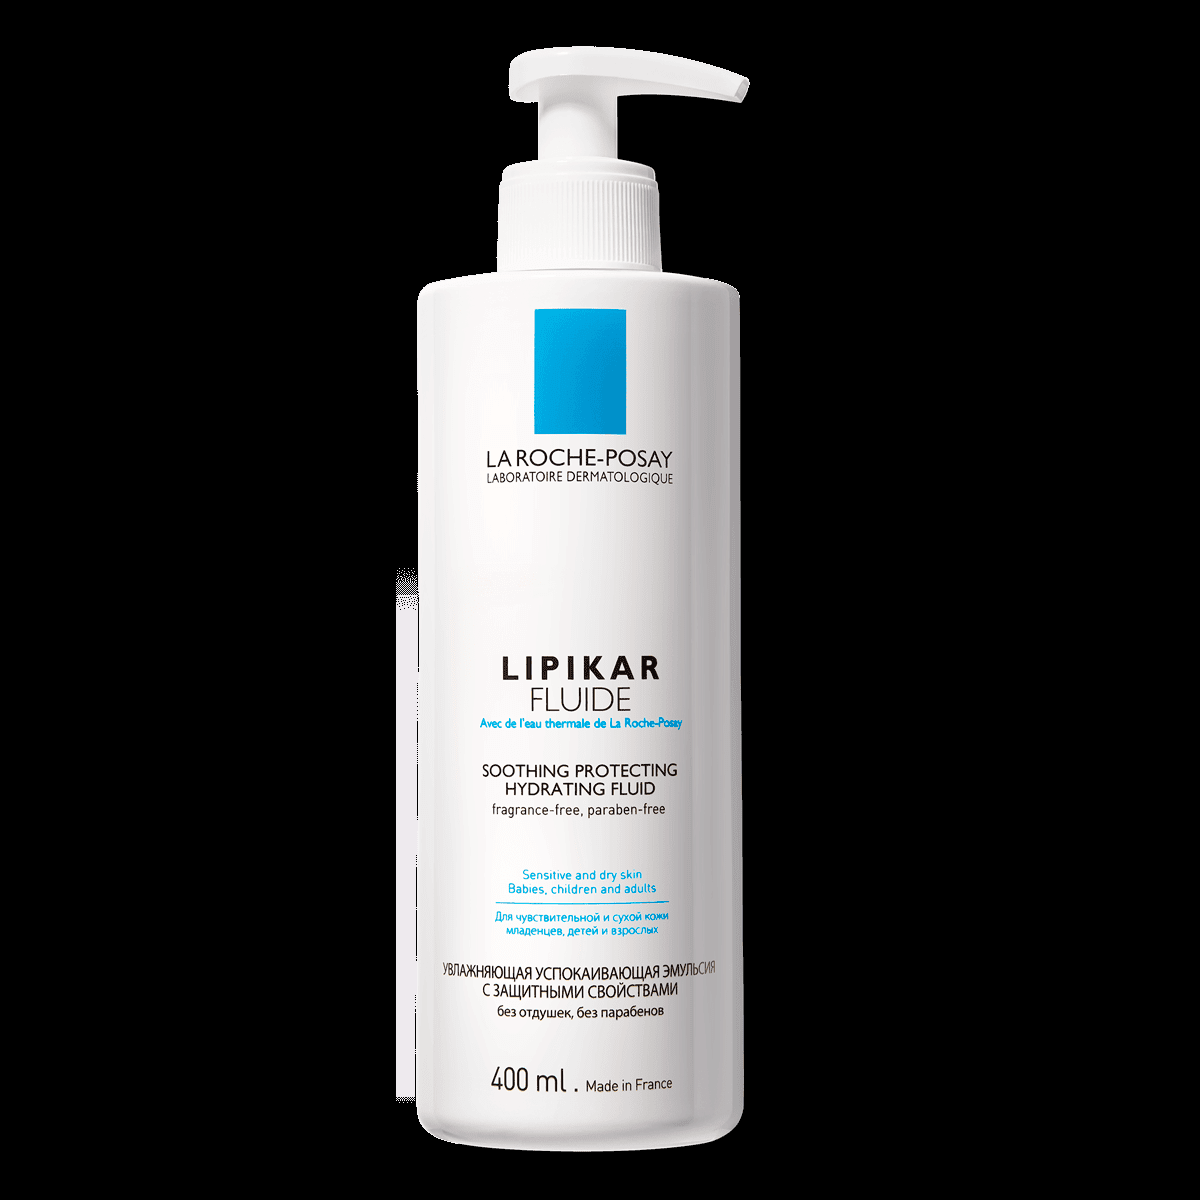 LA ROCHE-POSAY
LABORATOIRE DERMATOLOGIQUE
LIPIKAR
FLUIDE
Avec de l'eau thermale de La Roche-Posay
SOOTHING PROTECTING
HYDRATING FLUID
fragrance-free, paraben-free
Sensitive and dry skin
Babies, children and adults
Для чувствительной и сухой кожи
младенцев, детей и взрослых
УВЛАЖНЯЮЩАЯ УСПОКАИВАЮЩАЯ ЭМУЛЬСИЯ
С ЗАЩИТНЫМИ СВОЙСТВАМИ
без отдушек, без парабенов
400 ml . Made in France